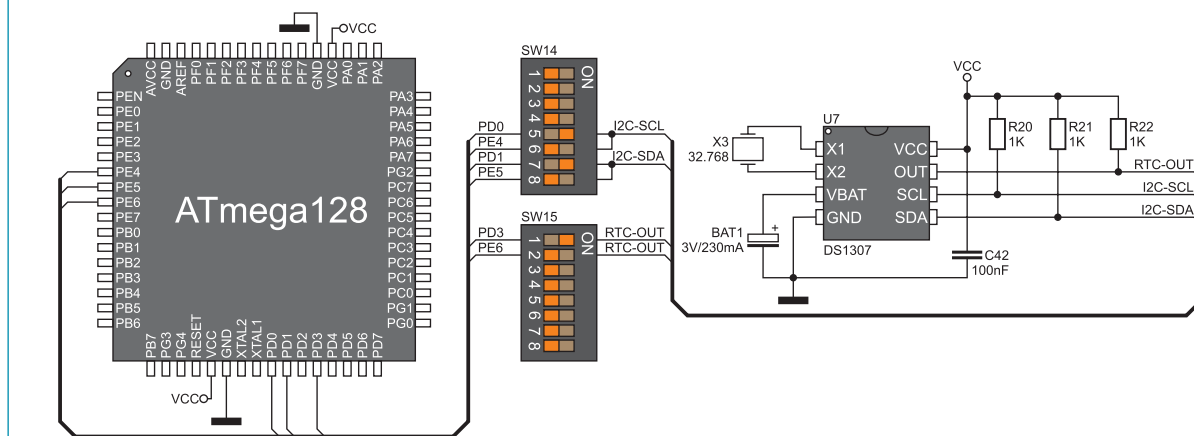 VCC
AVCC
GND
AREF
PF0
PF1
PF2
PF3
PF4
PF5
PF6
PF7
GND
VCC
PA0
PA1
PA2
PEN
PE0
PE1
PE2
PE3
PE4
PE5
PE6
PE7
PB0
PB1
PB2
PB3
PB4
PB5
PB6
ATmega128
PA3
PA4
PA5
PA6
PA7
PG2
PC7
PC6
PC5
PC4
PC3
PC2
PC1
PC0
PG1
PG0
PB7
PG3
PG4
RESET
VCC
GND
XTAL2
XTAL1
PD0
PD1
PD2
PD3
PD4
PD5
PD6
PD7
VCC
SW14
ON
1
2
3
4
5
6
7
8
PD0
PE4
PD1
PE5
I2C-SCL
I2C-SDA
SW15
ON
1
2
3
4
5
6
7
8
PD3
PE6
RTC-OUT
RTC-OUT
VCC
X3
32.768
U7
X1
X2
VBAT
GND
VCC
OUT
SCL
SDA
DS1307
BAT1
3V/230mA
+
R20
1K
R21
1K
R22
1K
RTC-OUT
I2C-SCL
I2C-SDA
C42
100nF